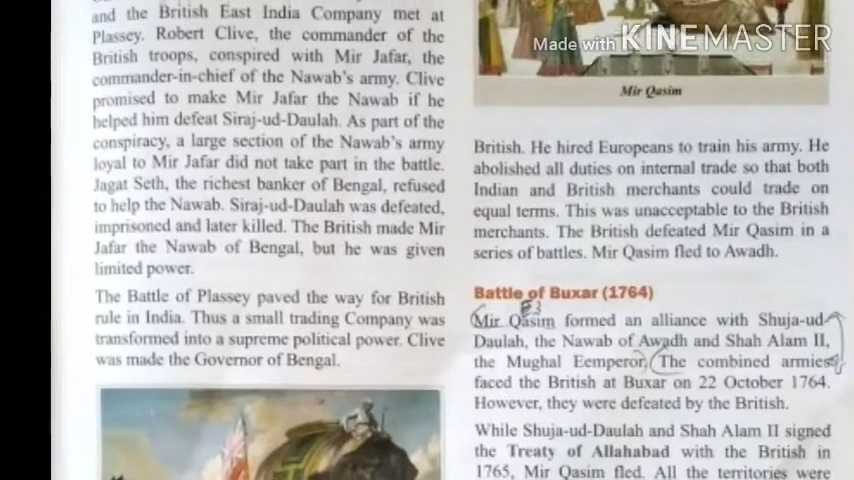 and the British East India Company met at
Plassey. Robert Clive, the commander of the
British troops, conspired with Mir Jafar, the
commander-in-chief of the Nawab's army. Clive
promised to make Mir Jafar the Nawab if he
helped him defeat Siraj-ud-Daulah. As part of the
conspiracy, a large section of the Nawab's army
loyal to Mir Jafar did not take part in the battle.
Jagat Seth, the richest banker of Bengal, refused
to help the Nawab. Siraj-ud-Daulah was defeated,
imprisoned and later killed. The British made Mir
Jafar the Nawab of Bengal, but he was given
limited power.
The Battle of Plassey paved the way for British
rule in India. Thus a small trading Company was
transformed into a supreme political power. Clive
was made the Governor of Bengal.
Made with KINEMASTER
Mir Qasim
British. He hired Europeans to train his army. He
abolished all duties on internal trade so that both
Indian and British merchants could trade on
equal terms. This was unacceptable to the British
merchants. The British defeated Mir Qasim in a
series of battles. Mir Qasim fled to Awadh.
Battle of Buxar (1764)
Mir Qasim formed an alliance with Shuja-ud-
Daulah, the Nawab of Awadh and Shah Alam II,
the Mughal Eemperor. The combined armies
faced the British at Buxar on 22 October 1764.
However, they were defeated by the British.
While Shuja-ud-Daulah and Shah Alam II signed
the Treaty of Allahabad with the British in
1765, Mir Qasim fled. All the territories were